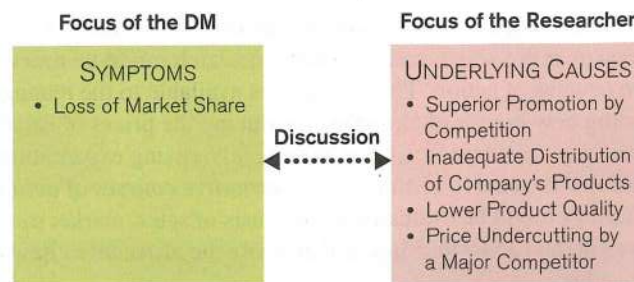 Focus of the DM
SYMPTOMS
• Loss of Market Share
Discussion
Focus of the Researcher
UNDERLYING CAUSES
• Superior Promotion by
Competition
• Inadequate Distribution
of Company's Products
• Lower Product Quality
• Price Undercutting by
a Major Competitor